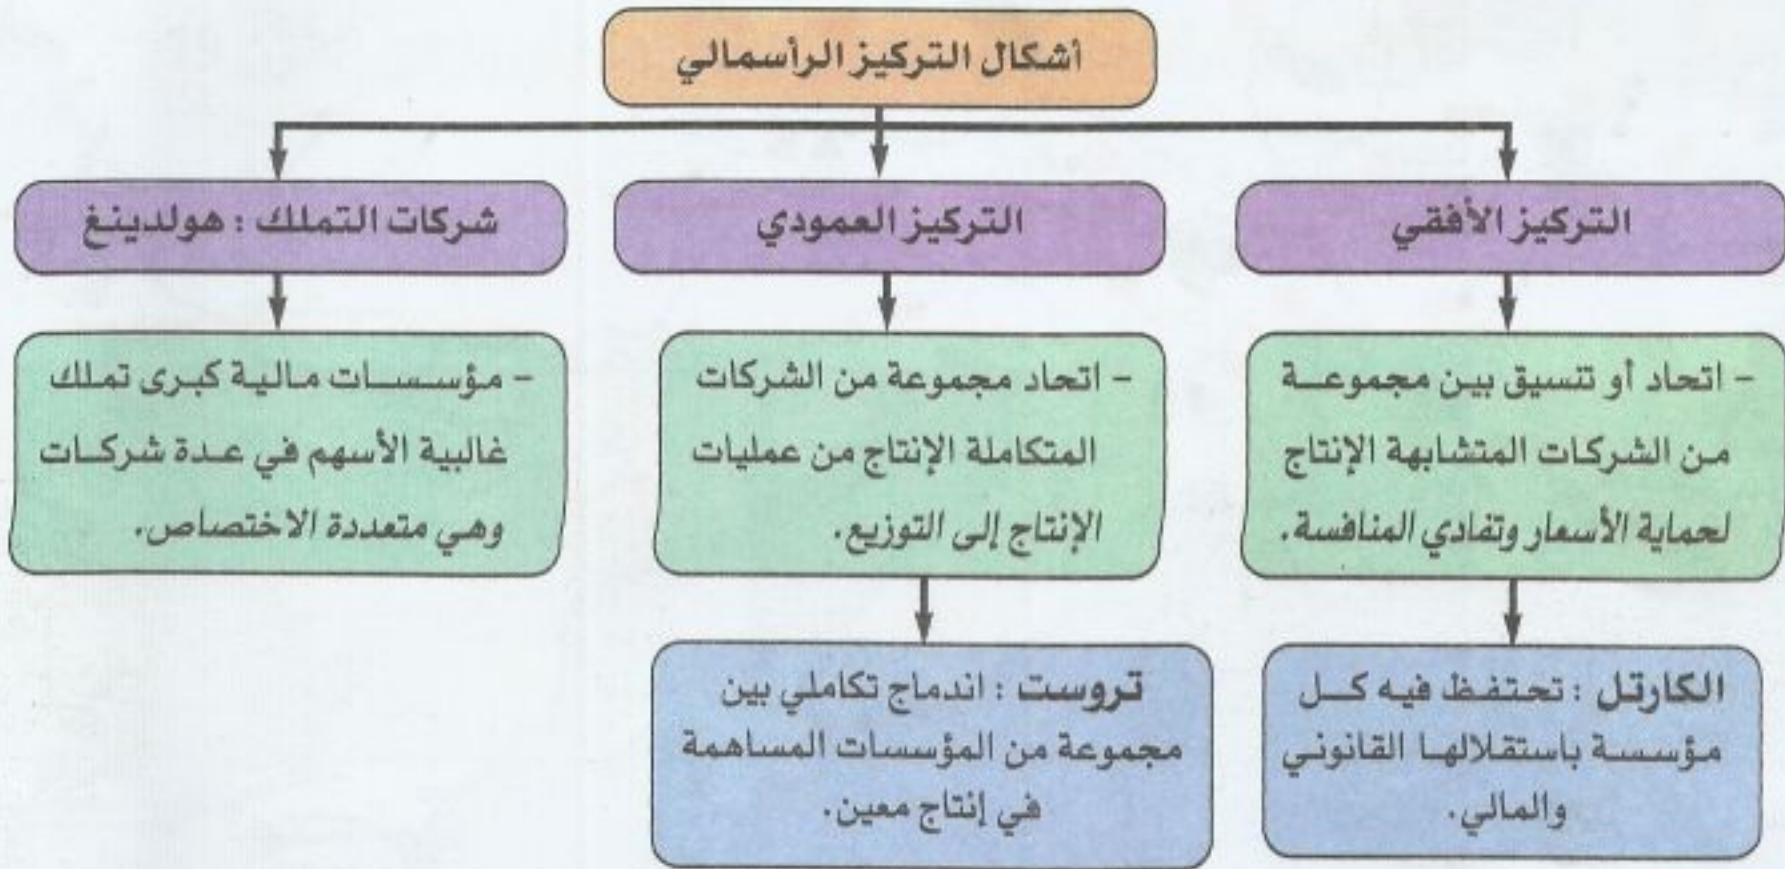 أشكال التركيز الرأسمالي
التركيز الأفقي
– اتحاد أو تنسيق بين مجموعة
من الشركات المتشابهة الإنتاج
لحماية الأسعار وتفادي المنافسة.
الكارتل : تحتفظ فيه كل
مؤسسة باستقلالها القانوني
والمالي.
التركيز العمودي
– اتحاد مجموعة من الشركات
المتكاملة الإنتاج من عمليات
الإنتاج إلى التوزيع.
تروست : اندماج تكاملي بين
مجموعة من المؤسسات المساهمة
في إنتاج معين.
شركات التملك : هولدينغ
– مؤسسات مالية كبرى تملك
غالبية الأسهم في عدة شركات
وهي متعددة الاختصاص.